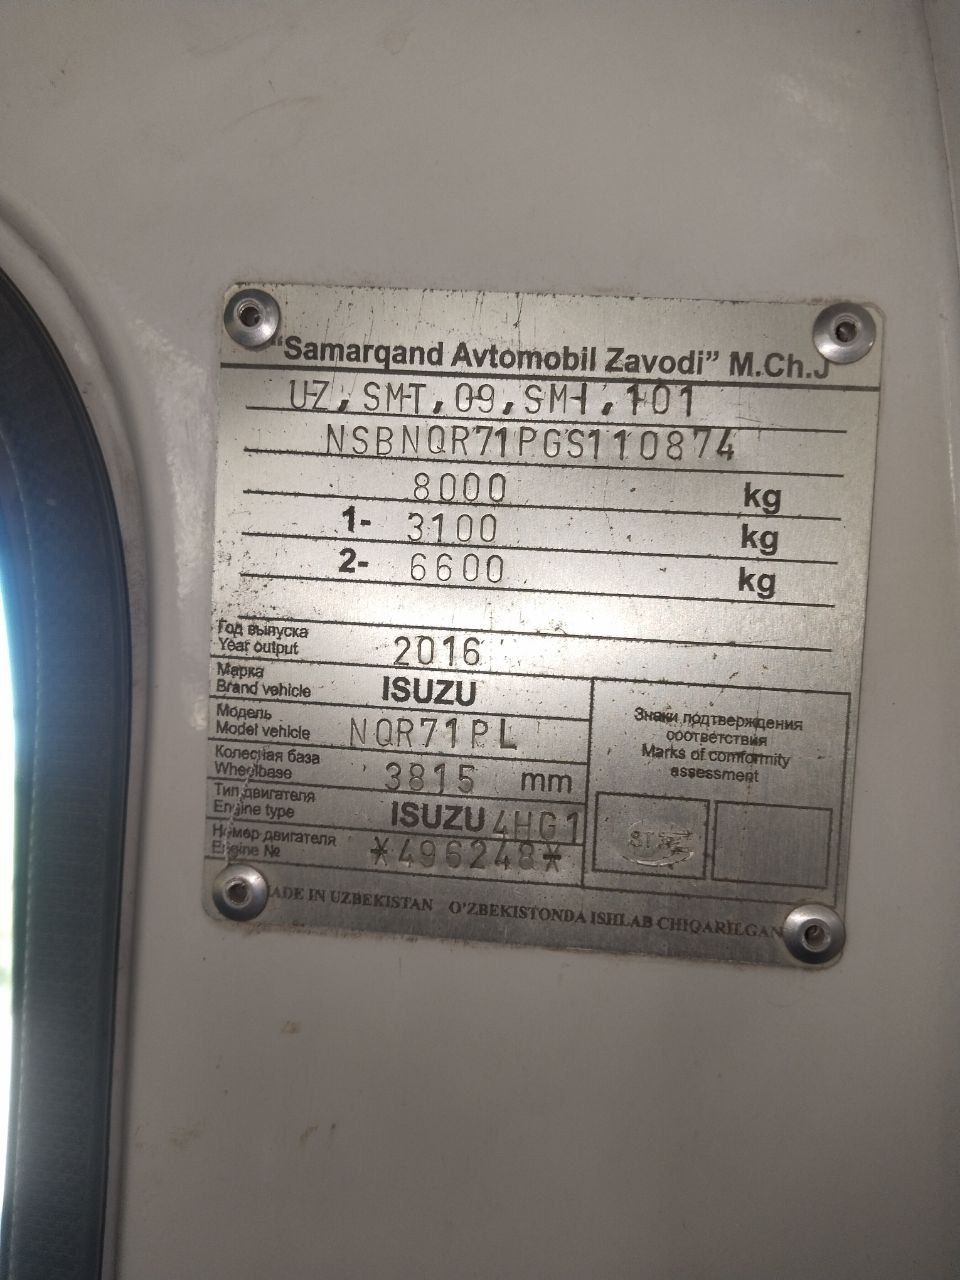 "Samarqand Avtomobil Zavodi" M.Ch.J
UZ,SMT,09,SMI,101
NSBNQR71PGS110874
8000 kg
1- 3100 kg
2- 6600 kg
Год выпуска
Year output 2016
Марка
Brand vehicle ISUZU
Модель
Model vehicle NQR71PL
Колесная база
Wheelbase 3815 mm
Тип двигателя
Engine type ISUZU 4HG1
Номер двигателя
Engine № *496248*
Знаки подтверждения
соответствия
Marks of comformity
assessment
MADE IN UZBEKISTAN O'ZBEKISTONDA ISHLAB CHIQARILGAN